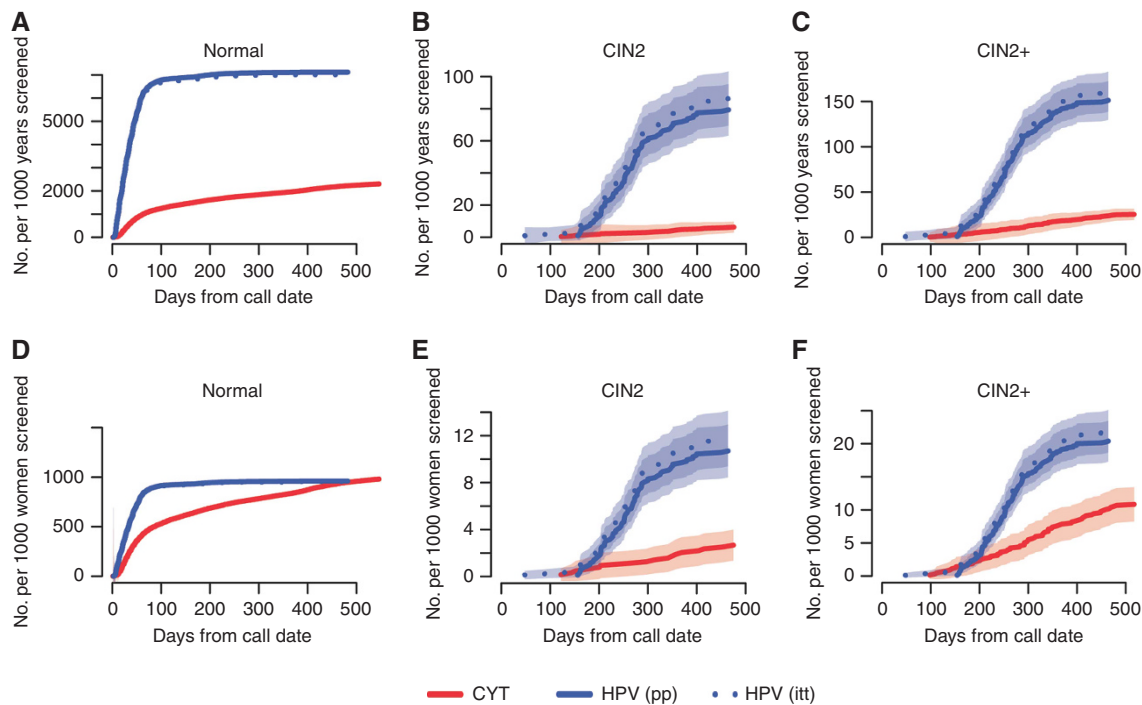 A
Normal
No. per 1000 years screened
5000
2000
0
0 100 200 300 400 500
Days from call date
B
CIN2
No. per 1000 years screened
100
60
20
0
0 100 200 300 400 500
Days from call date
C
CIN2+
No. per 1000 years screened
150
100
50
0
0 100 200 300 400 500
Days from call date
D
Normal
No. per 1000 women screened
1000
500
0
0 100 200 300 400 500
Days from call date
E
CIN2
No. per 1000 women screened
12
8
4
0
0 100 200 300 400 500
Days from call date
F
CIN2+
No. per 1000 women screened
20
10
5
0
0 100 200 300 400 500
Days from call date
CYT HPV (pp) HPV (itt)